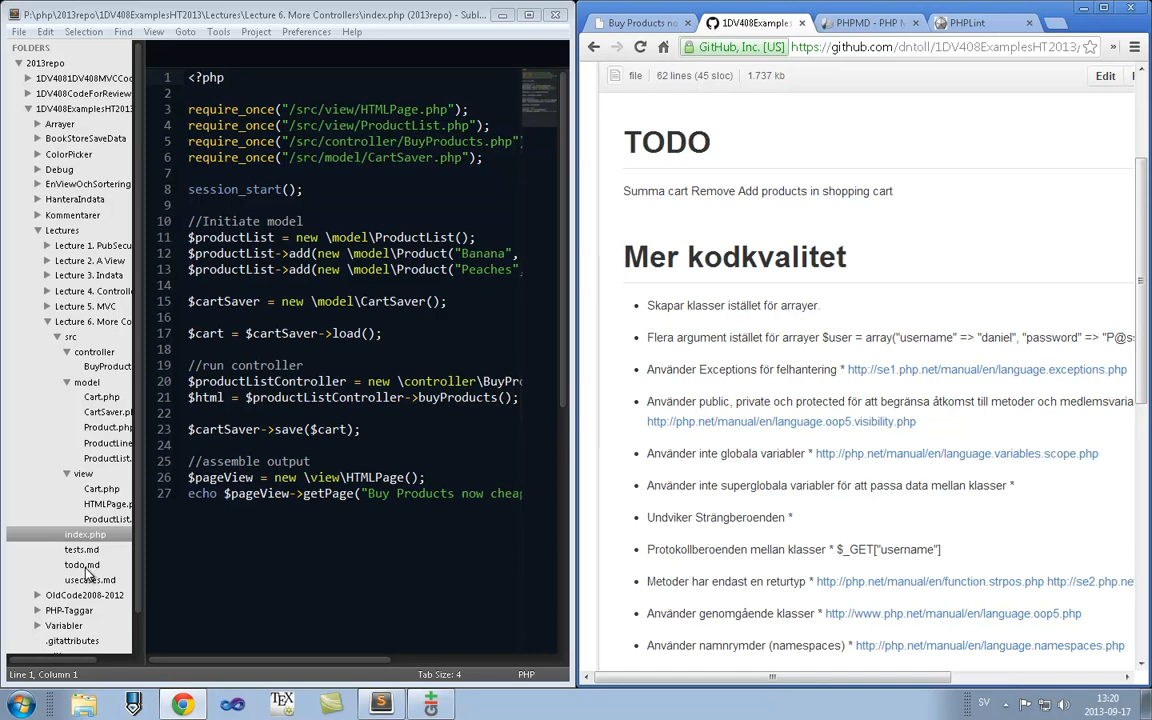 P:\php\2013repo\1DV408ExamplesHT2013\Lectures\Lecture 6. More Controllers\index.php (2013repo) - Subl...
File Edit Selection Find View Goto Tools Project Preferences Help
FOLDERS
2013repo
1DV4081DV408MVCCod
1DV408CodeForReview
1DV408ExamplesHT2013
Arrayer
BookStoreSaveData
ColorPicker
Debug
EnViewOchSortering
HanteraIndata
Kommentarer
Lectures
Lecture 1. PubSecu
Lecture 2. A View
Lecture 3. Indata
Lecture 4. Controlle
Lecture 5. MVC
Lecture 6. More Co
src
controller
BuyProduct
model
Cart.php
CartSaver.pl
Product.php
ProductLine
ProductList.
view
Cart.php
HTMLPage.p
ProductList.
index.php
tests.md
todo.md
usecases.md
OldCode2008-2012
PHP-Taggar
Variabler
.gitattributes
1 <?php
2
3 require_once("/src/view/HTMLPage.php");
4 require_once("/src/view/ProductList.php");
5 require_once("/src/controller/BuyProducts.php")
6 require_once("/src/model/CartSaver.php");
7
8 session_start();
9
10 //Initiate model
11 $productList = new \model\ProductList();
12 $productList->add(new \model\Product("Banana",
13 $productList->add(new \model\Product("Peaches",
14
15 $cartSaver = new \model\CartSaver();
16
17 $cart = $cartSaver->load();
18
19 //run controller
20 $productListController = new \controller\BuyPro
21 $html = $productListController->buyProducts();
22
23 $cartSaver->save($cart);
24
25 //assemble output
26 $pageView = new \view\HTMLPage();
27 echo $pageView->getPage("Buy Products now cheap
Line 1, Column 1 Tab Size: 4 PHP
Buy Products no 1DV408Examples PHPMD - PHP M PHPLint
GitHub, Inc. [US] https://github.com/dntoll/1DV408ExamplesHT2013/
file 62 lines (45 sloc) 1.737 kb Edit
TODO
Summa cart Remove Add products in shopping cart
Mer kodkvalitet
Skapar klasser istället för arrayer.
Flera argument istället för arrayer $user = array("username" => "daniel", "password" => "P@s
Använder Exceptions för felhantering * http://se1.php.net/manual/en/language.exceptions.php
Använder public, private och protected för att begränsa åtkomst till metoder och medlemsvaria
http://php.net/manual/en/language.oop5.visibility.php
Använder inte globala variabler * http://php.net/manual/en/language.variables.scope.php
Använder inte superglobala variabler för att passa data mellan klasser *
Undviker Strängberoenden *
Protokollberoenden mellan klasser * $_GET["username"]
Metoder har endast en returtyp * http://php.net/manual/en/function.strpos.php http://se2.php.ne
Använder genomgående klasser * http://www.php.net/manual/en/language.oop5.php
Använder namnrymder (namespaces) * http://php.net/manual/en/language.namespaces.php
SV 13:20
2013-09-17